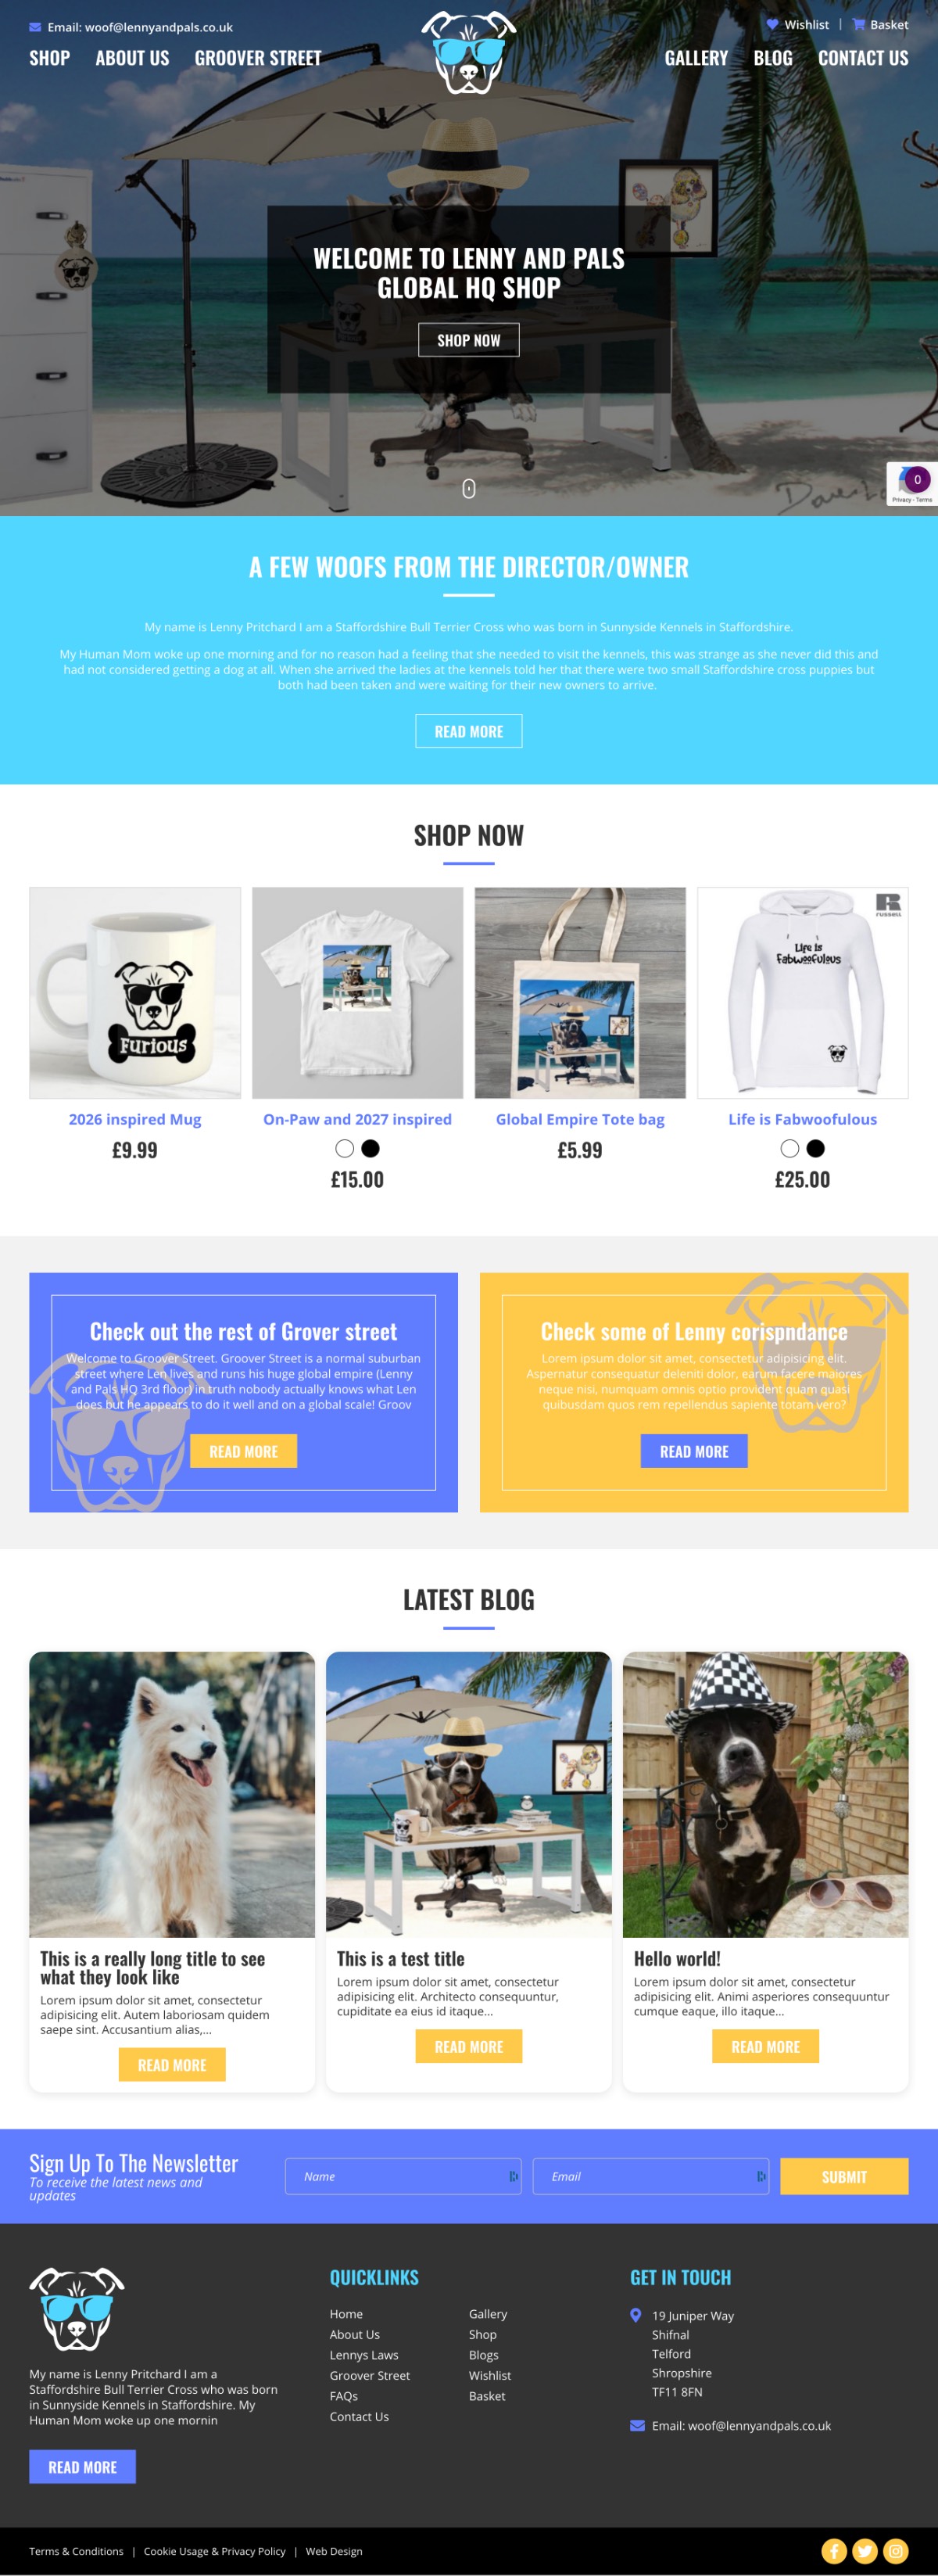 Email: woof@lennyandpals.co.uk
Wishlist | Basket
SHOP ABOUT US GROOVER STREET
GALLERY BLOG CONTACT US
WELCOME TO LENNY AND PALS
GLOBAL HQ SHOP
SHOP NOW
0
Privacy - Terms
A FEW WOOFS FROM THE DIRECTOR/OWNER
My name is Lenny Pritchard I am a Staffordshire Bull Terrier Cross who was born in Sunnyside Kennels in Staffordshire.
My Human Mom woke up one morning and for no reason had a feeling that she needed to visit the kennels, this was strange as she never did this and
had not considered getting a dog at all. When she arrived the ladies at the kennels told her that there were two small Staffordshire cross puppies but
both had been taken and were waiting for their new owners to arrive.
READ MORE
SHOP NOW
Furious
R
russell
Life is
Fabwoofulous
2026 inspired Mug
£9.99
On-Paw and 2027 inspired
£15.00
Global Empire Tote bag
£5.99
Life is Fabwoofulous
£25.00
Check out the rest of Grover street
Welcome to Groover Street. Groover Street is a normal suburban
street where Len lives and runs his huge global empire (Lenny
and Pals HQ 3rd floor) in truth nobody actually knows what Len
does but he appears to do it well and on a global scale! Groov
READ MORE
Check some of Lenny corispndance
Lorem ipsum dolor sit amet, consectetur adipisicing elit.
Aspernatur consequatur deleniti dolor, earum facere maiores
neque nisi, numquam omnis optio provident quam quasi
quibusdam quos rem repellendus sapiente totam vero?
READ MORE
LATEST BLOG
This is a really long title to see
what they look like
Lorem ipsum dolor sit amet, consectetur
adipisicing elit. Autem laboriosam quidem
saepe sint. Accusantium alias,...
READ MORE
This is a test title
Lorem ipsum dolor sit amet, consectetur
adipisicing elit. Architecto consequuntur,
cupiditate ea eius id itaque...
READ MORE
Hello world!
Lorem ipsum dolor sit amet, consectetur
adipisicing elit. Animi asperiores consequuntur
cumque eaque, illo itaque...
READ MORE
Sign Up To The Newsletter
To receive the latest news and
updates
Name
Email
SUBMIT
My name is Lenny Pritchard I am a
Staffordshire Bull Terrier Cross who was born
in Sunnyside Kennels in Staffordshire. My
Human Mom woke up one mornin
READ MORE
QUICKLINKS
Home
About Us
Lennys Laws
Groover Street
FAQs
Contact Us
Gallery
Shop
Blogs
Wishlist
Basket
GET IN TOUCH
19 Juniper Way
Shifnal
Telford
Shropshire
TF11 8FN
Email: woof@lennyandpals.co.uk
Terms & Conditions | Cookie Usage & Privacy Policy | Web Design